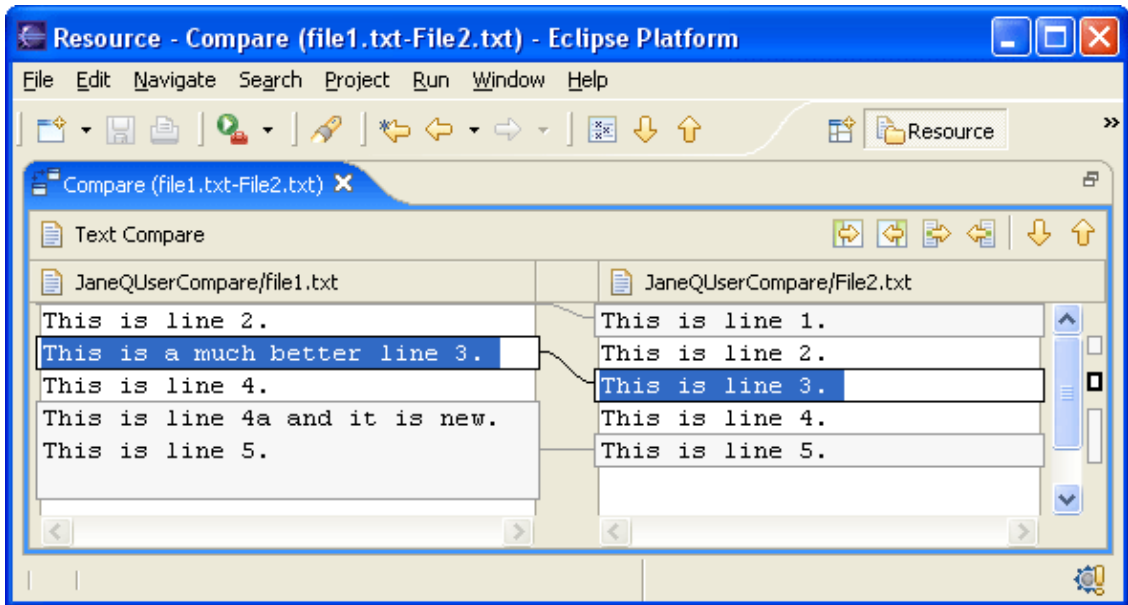 Resource - Compare (file1.txt-File2.txt) - Eclipse Platform
File Edit Navigate Search Project Run Window Help
Resource
Compare (file1.txt-File2.txt)
Text Compare
JaneQUserCompare/file1.txt
This is line 2.
This is a much better line 3.
This is line 4.
This is line 4a and it is new.
This is line 5.
JaneQUserCompare/File2.txt
This is line 1.
This is line 2.
This is line 3.
This is line 4.
This is line 5.